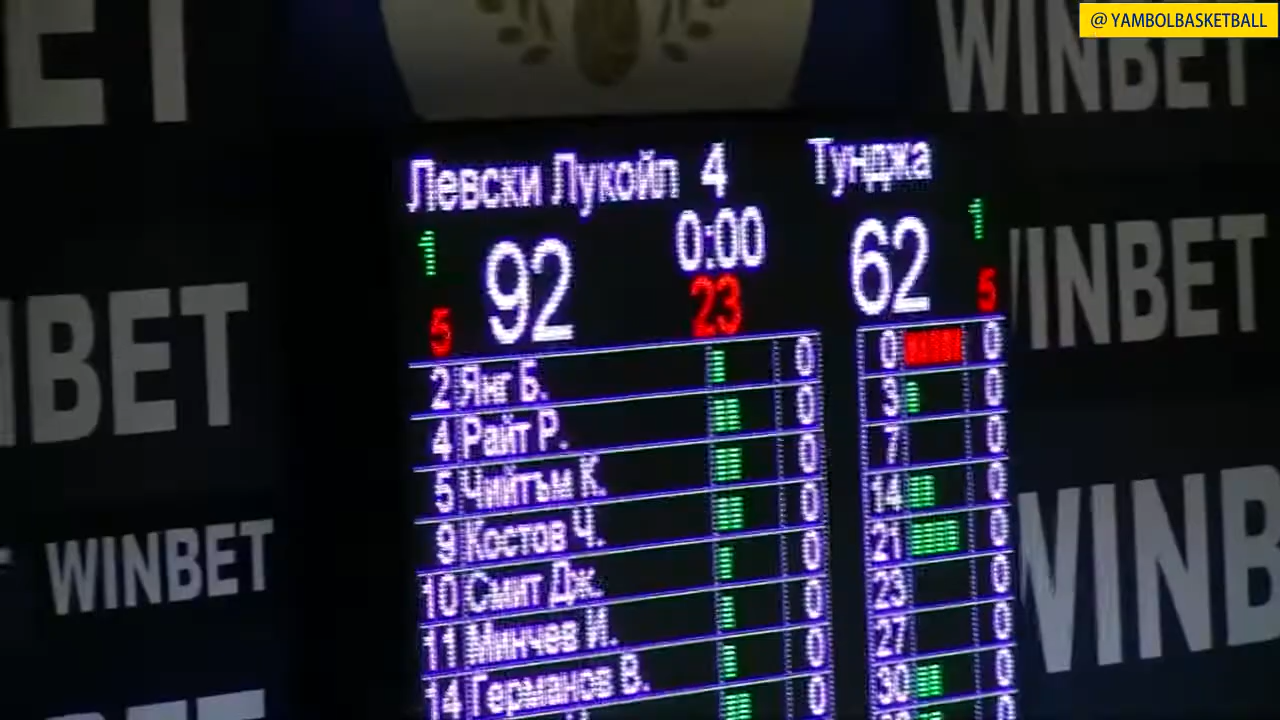 @YAMBOLBASKETBALL
WINBET
Левски Лукойл 4 Тунджа
1 92 0:00 62 1
5 23 5
0 0
2 Янг Б. 0
3 0
4 Райт Р. 0
7 0
5 Чийтъм К. 0
14 0
9 Костов Ч. 0
21 0
10 Смит Дж. 0
23 0
11 Минчев И. 0
27 0
14 Германов В. 0
30 0
WINBET
WINBET
WINBET